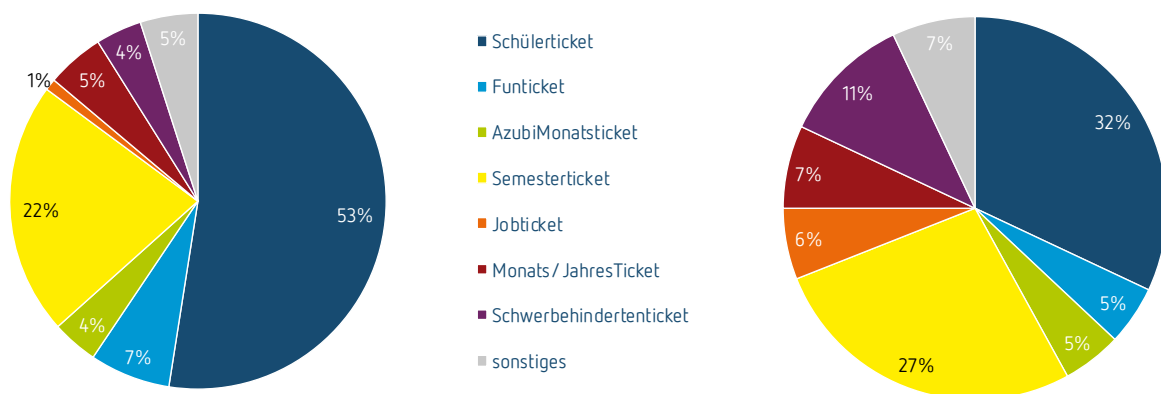 5%
4%
5%
1%
22%
4%
7%
53%
Schülerticket
Funticket
AzubiMonatsticket
Semesterticket
Jobticket
Monats/JahresTicket
Schwerbehindertenticket
sonstiges
7%
11%
7%
6%
27%
5%
5%
32%